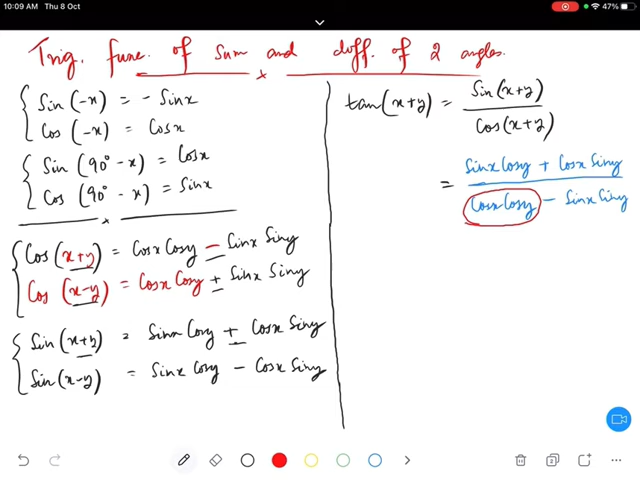 10:09 AM Thu 8 Oct
47%
Trig. func. of sum and diff. of 2 angles.
Sin(-x) = - Sinx
Cos(-x) = Cosx
Sin (90° - x) = Cosx
Cos (90° - x) = Sinx
Cos (x+y) = Cosx Cosy - Sinx Siny
Cos (x-y) = Cosx Cosy + Sinx Siny
Sin (x+y) = Sinx Cosy + Cosx Siny
Sin(x-y) = Sinx Cosy - Cosx Siny
tan(x+y) = Sin(x+y)
Cos(x+y)
= Sinx Cosy + Cosx Siny
Cosx Cosy - Sinx Siny